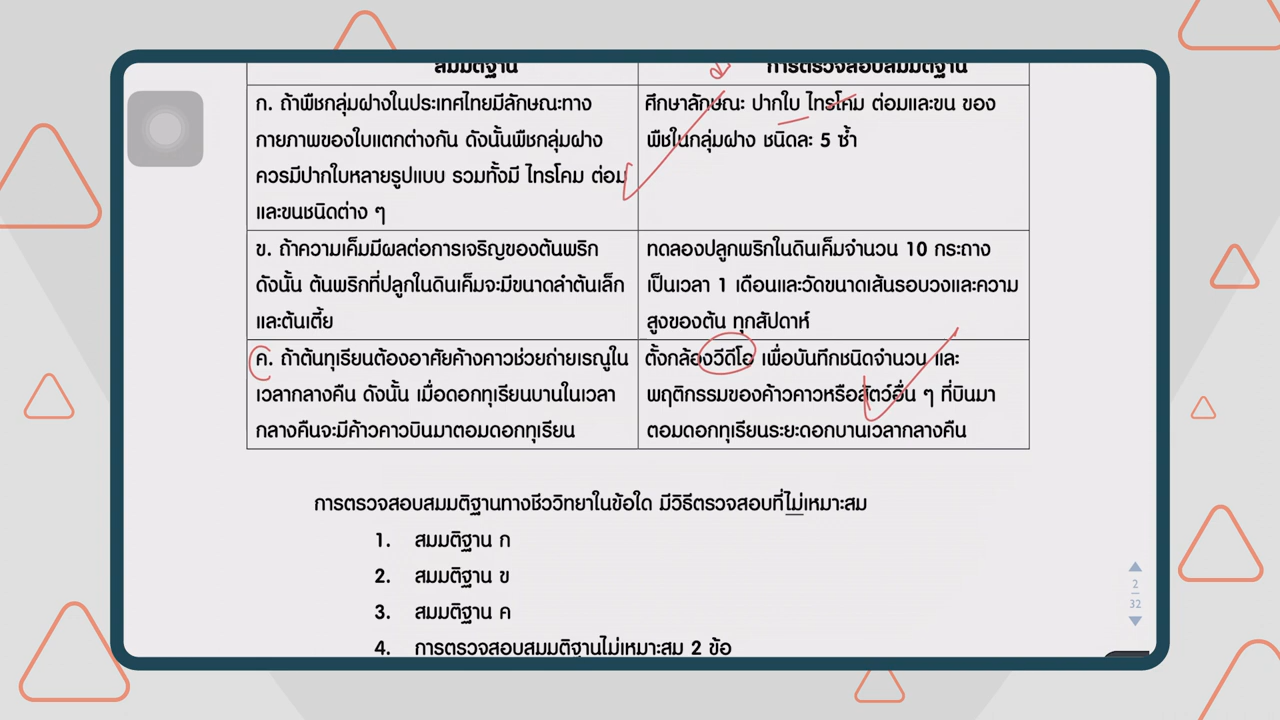 สมมติฐาน
การตรวจสอบสมมติฐาน
ก. ถ้าพืชกลุ่มฝางในประเทศไทยมีลักษณะทาง
กายภาพของใบแตกต่างกัน ดังนั้นพืชกลุ่มฝาง
ควรมีปากใบหลายรูปแบบ รวมทั้งมี ไทรโคม ต่อม
และขนชนิดต่าง ๆ
ศึกษาลักษณะ ปากใบ ไทรโคม ต่อมและขน ของ
พืชในกลุ่มฝาง ชนิดละ 5 ซ้ำ
ข. ถ้าความเค็มมีผลต่อการเจริญของต้นพริก
ดังนั้น ต้นพริกที่ปลูกในดินเค็มจะมีขนาดลำต้นเล็ก
และต้นเตี้ย
ทดลองปลูกพริกในดินเค็มจำนวน 10 กระถาง
เป็นเวลา 1 เดือนและวัดขนาดเส้นรอบวงและความ
สูงของต้น ทุกสัปดาห์
ค. ถ้าต้นทุเรียนต้องอาศัยค้างคาวช่วยถ่ายเรณูใน
เวลากลางคืน ดังนั้น เมื่อดอกทุเรียนบานในเวลา
กลางคืนจะมีค้าวคาวบินมาตอมดอกทุเรียน
ตั้งกล้องวีดีโอ เพื่อบันทึกชนิดจำนวน และ
พฤติกรรมของค้าวคาวหรือสัตว์อื่น ๆ ที่บินมา
ตอมดอกทุเรียนระยะดอกบานเวลากลางคืน
การตรวจสอบสมมติฐานทางชีววิทยาในข้อใด มีวิธีตรวจสอบที่ไม่เหมาะสม
1. สมมติฐาน ก
2. สมมติฐาน ข
3. สมมติฐาน ค
4. การตรวจสอบสมมติฐานไม่เหมาะสม 2 ข้อ
2
32